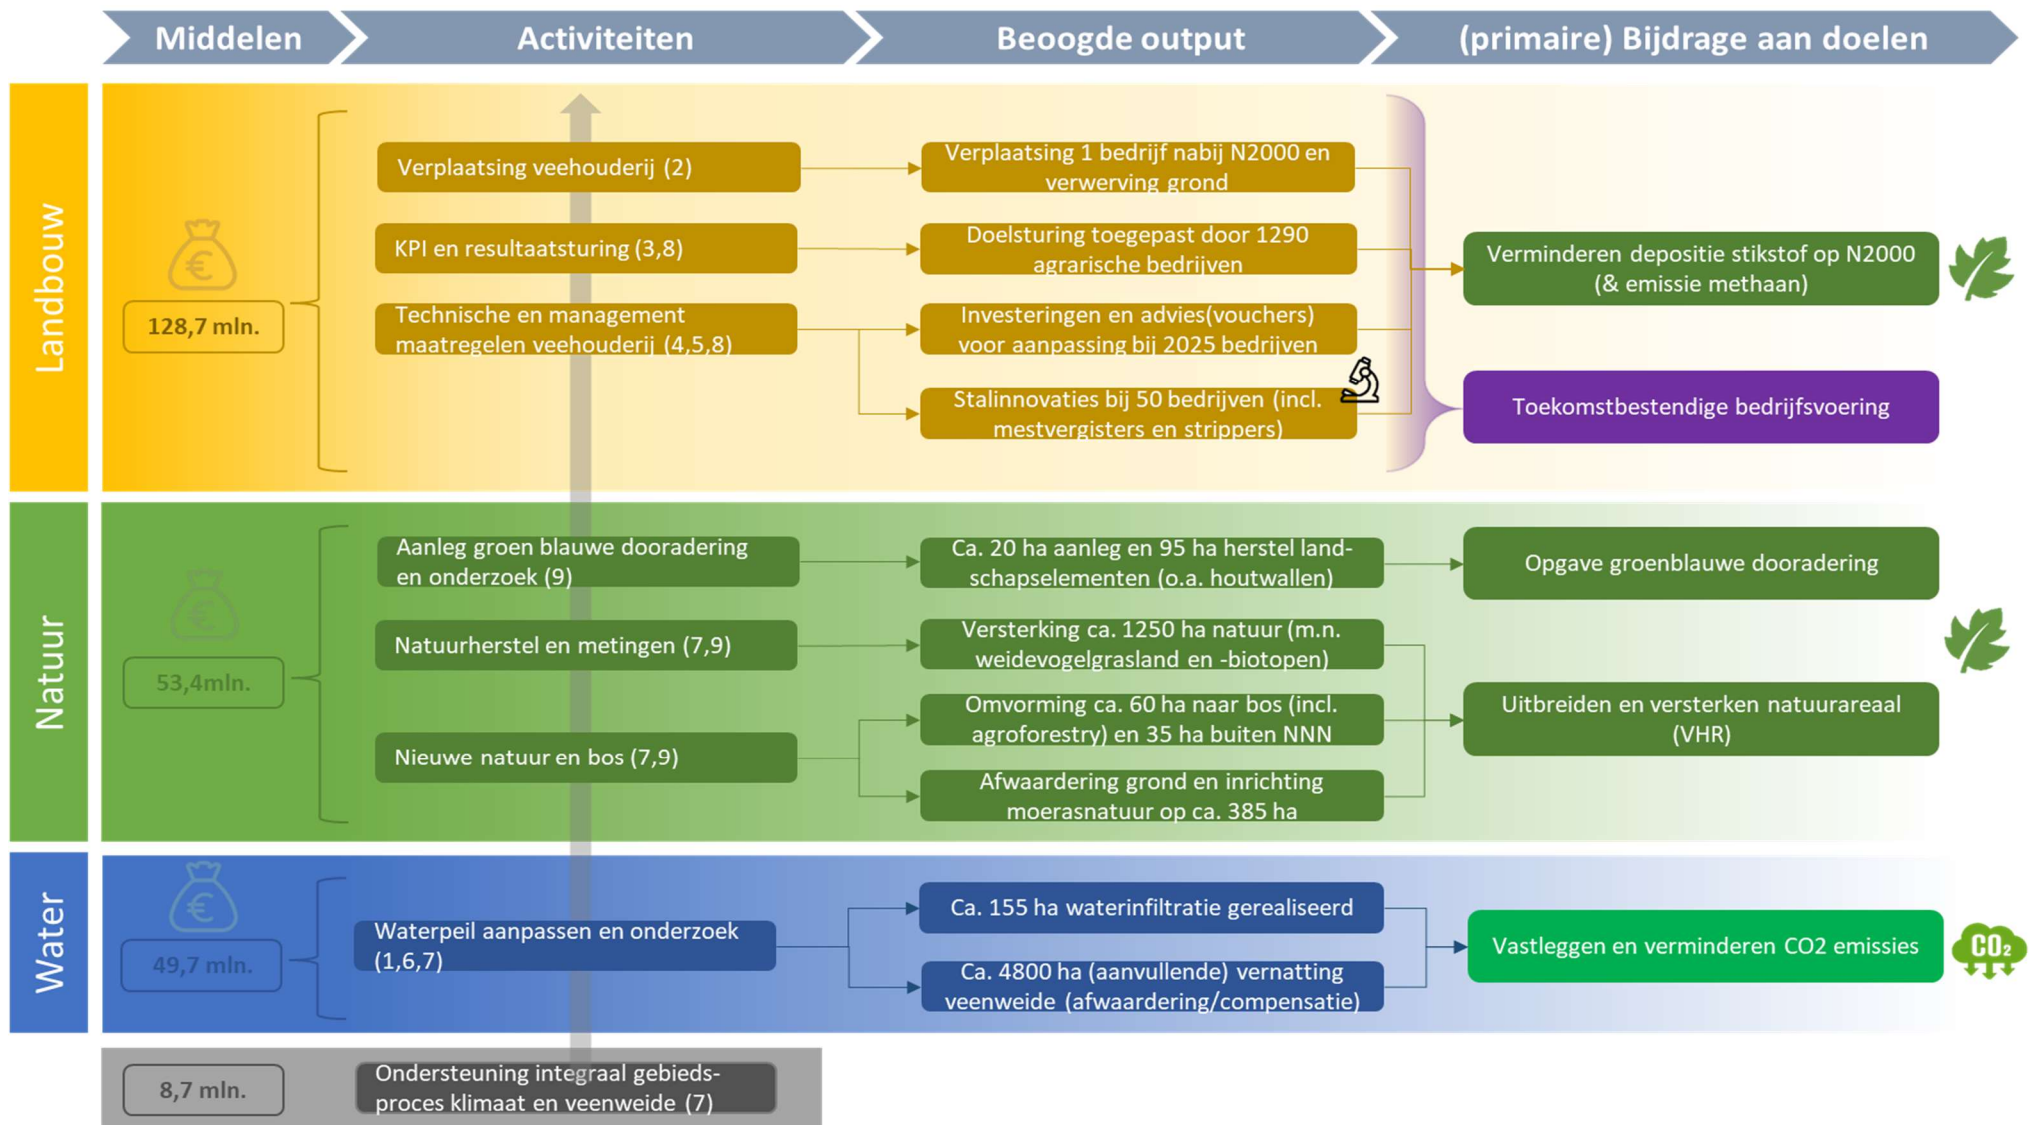 Middelen
Activiteiten
Beoogde output
(primaire) Bijdrage aan doelen
Landbouw
€
128,7 mln.
Verplaatsing veehouderij (2)
KPI en resultaatsturing (3,8)
Technische en management
maatregelen veehouderij (4,5,8)
Verplaatsing 1 bedrijf nabij N2000 en
verwerving grond
Doelsturing toegepast door 1290
agrarische bedrijven
Investeringen en advies(vouchers)
voor aanpassing bij 2025 bedrijven
Stalinnovaties bij 50 bedrijven (incl.
mestvergisters en strippers)
Verminderen depositie stikstof op N2000
(& emissie methaan)
Toekomstbestendige bedrijfsvoering
Natuur
€
53,4mln.
Aanleg groen blauwe dooradering
en onderzoek (9)
Natuurherstel en metingen (7,9)
Nieuwe natuur en bos (7,9)
Ca. 20 ha aanleg en 95 ha herstel land-
schapselementen (o.a. houtwallen)
Versterking ca. 1250 ha natuur (m.n.
weidevogelgrasland en -biotopen)
Omvorming ca. 60 ha naar bos (incl.
agroforestry) en 35 ha buiten NNN
Afwaardering grond en inrichting
moerasnatuur op ca. 385 ha
Opgave groenblauwe dooradering
Uitbreiden en versterken natuurareaal
(VHR)
Water
€
49,7 mln.
Waterpeil aanpassen en onderzoek
(1,6,7)
Ca. 155 ha waterinfiltratie gerealiseerd
Ca. 4800 ha (aanvullende) vernatting
veenweide (afwaardering/compensatie)
Vastleggen en verminderen CO2 emissies
CO₂
8,7 mln.
Ondersteuning integraal gebieds-
proces klimaat en veenweide (7)